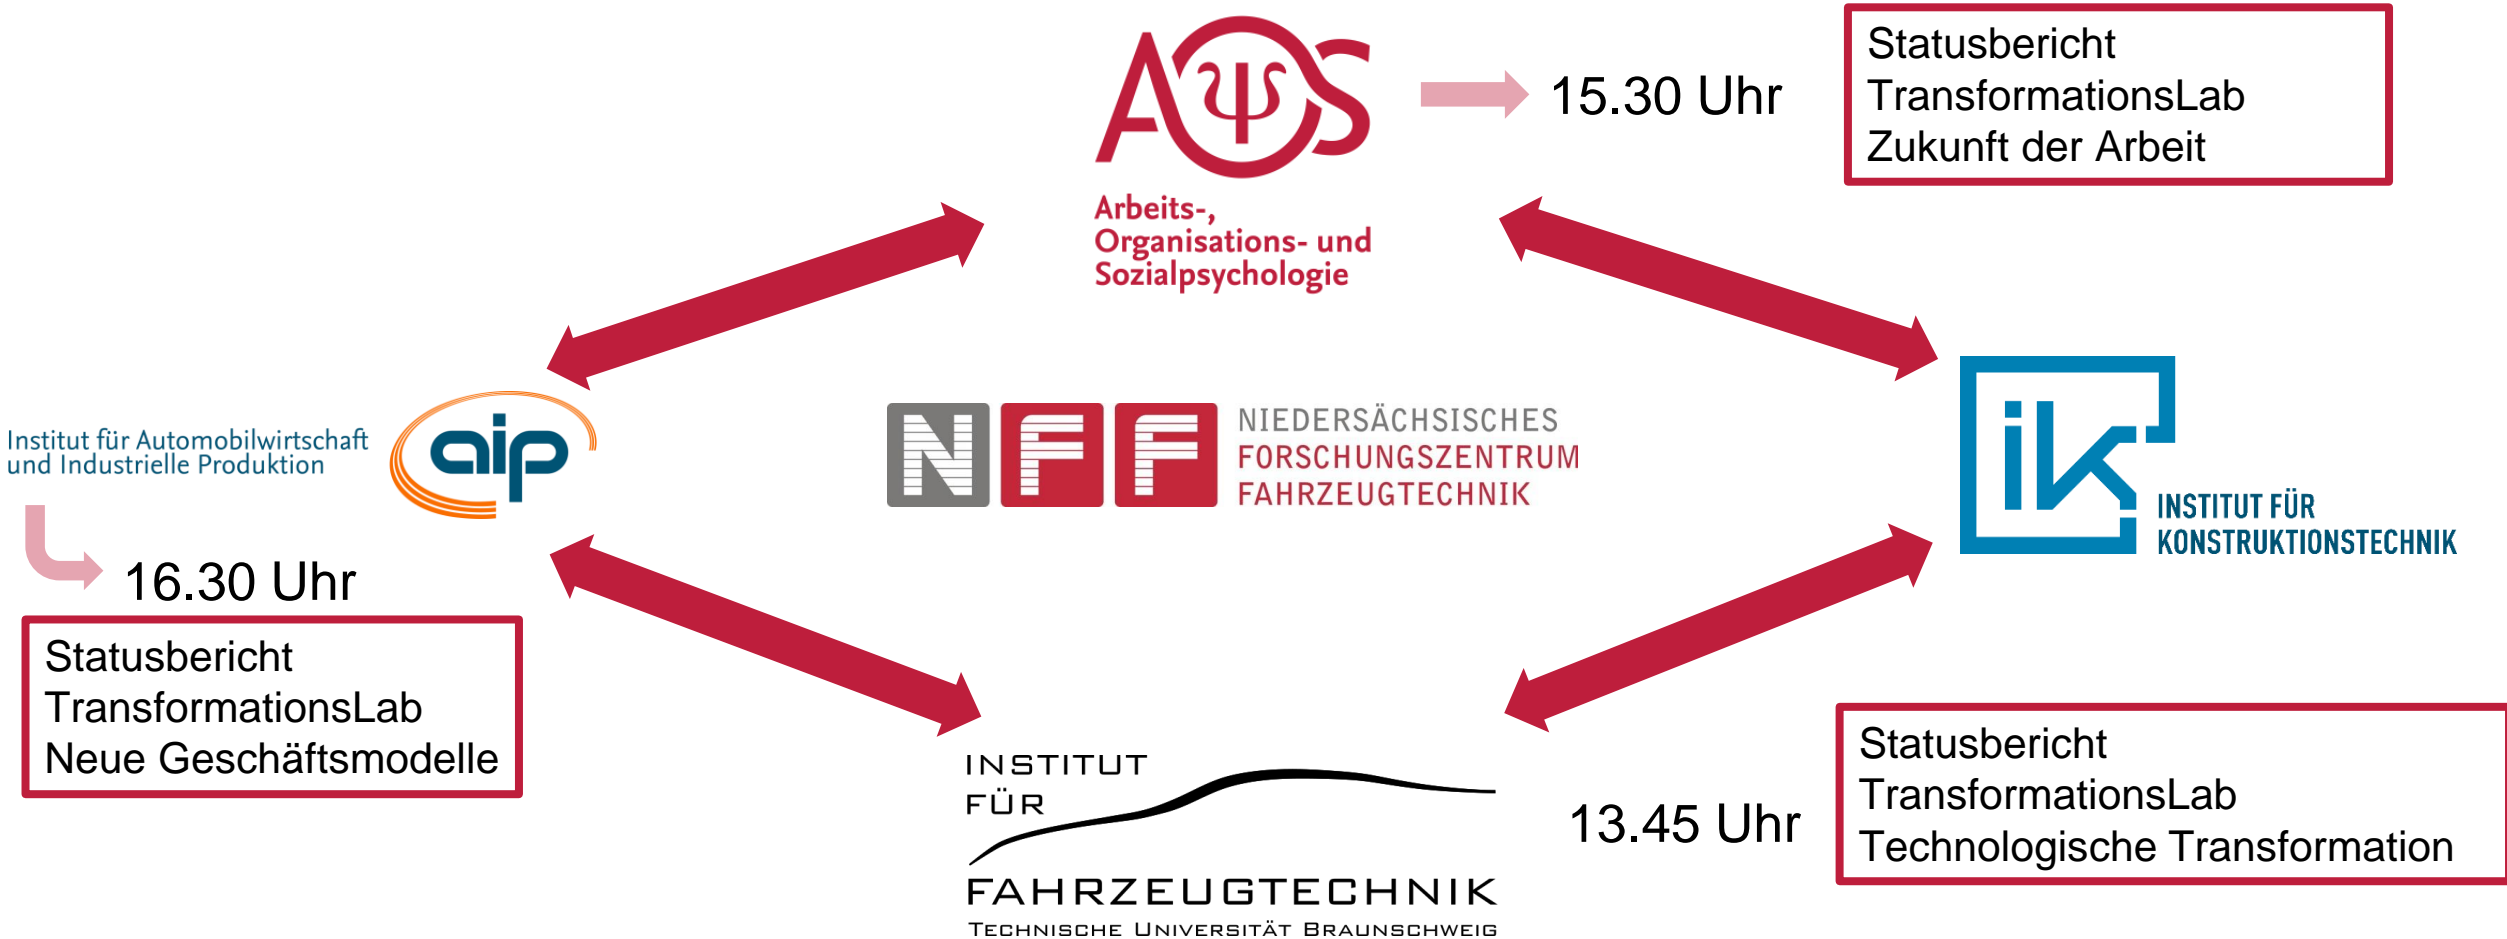 AOS
Arbeits-,
Organisations- und
Sozialpsychologie
15.30 Uhr
Statusbericht
TransformationsLab
Zukunft der Arbeit
Institut für Automobilwirtschaft
und Industrielle Produktion
aip
16.30 Uhr
Statusbericht
TransformationsLab
Neue Geschäftsmodelle
NFF
NIEDERSÄCHSISCHES
FORSCHUNGSZENTRUM
FAHRZEUGTECHNIK
ik
INSTITUT FÜR
KONSTRUKTIONSTECHNIK
INSTITUT
FÜR
FAHRZEUGTECHNIK
TECHNISCHE UNIVERSITÄT BRAUNSCHWEIG
13.45 Uhr
Statusbericht
TransformationsLab
Technologische Transformation